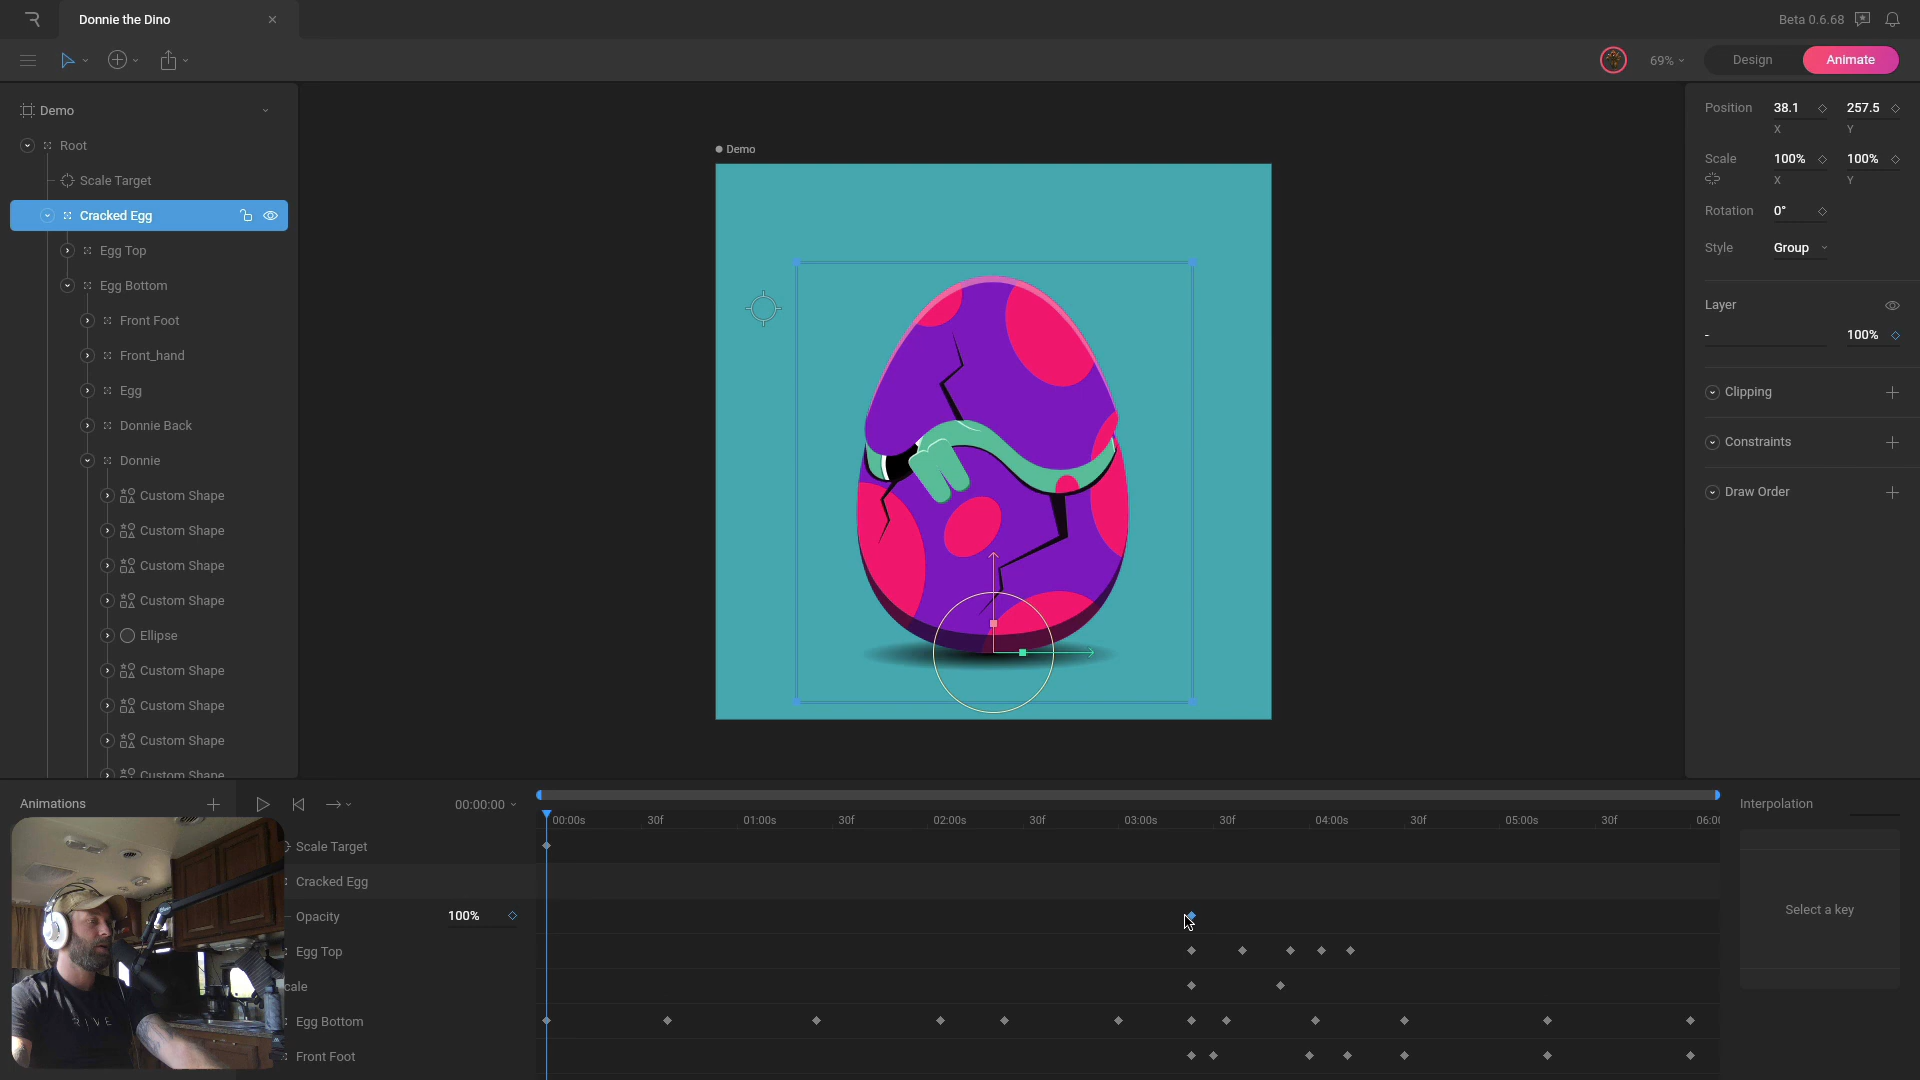 Donnie the Dino
Beta 0.6.68
69%
Design
Animate
Demo
Root
Scale Target
Cracked Egg
Egg Top
Egg Bottom
Front Foot
Front_hand
Egg
Donnie Back
Donnie
Custom Shape
Custom Shape
Custom Shape
Custom Shape
Ellipse
Custom Shape
Custom Shape
Custom Shape
Custom Shape
Demo
Position 38.1 257.5
X Y
Scale 100% 100%
X Y
Rotation 0°
Style Group
Layer
- 100%
Clipping
Constraints
Draw Order
Animations
00:00:00
00:00s 30f 01:00s 30f 02:00s 30f 03:00s 30f 04:00s 30f 05:00s 30f 06:00
Scale Target
Cracked Egg
Opacity 100%
Egg Top
cale
Egg Bottom
Front Foot
Interpolation
Select a key
RIVE